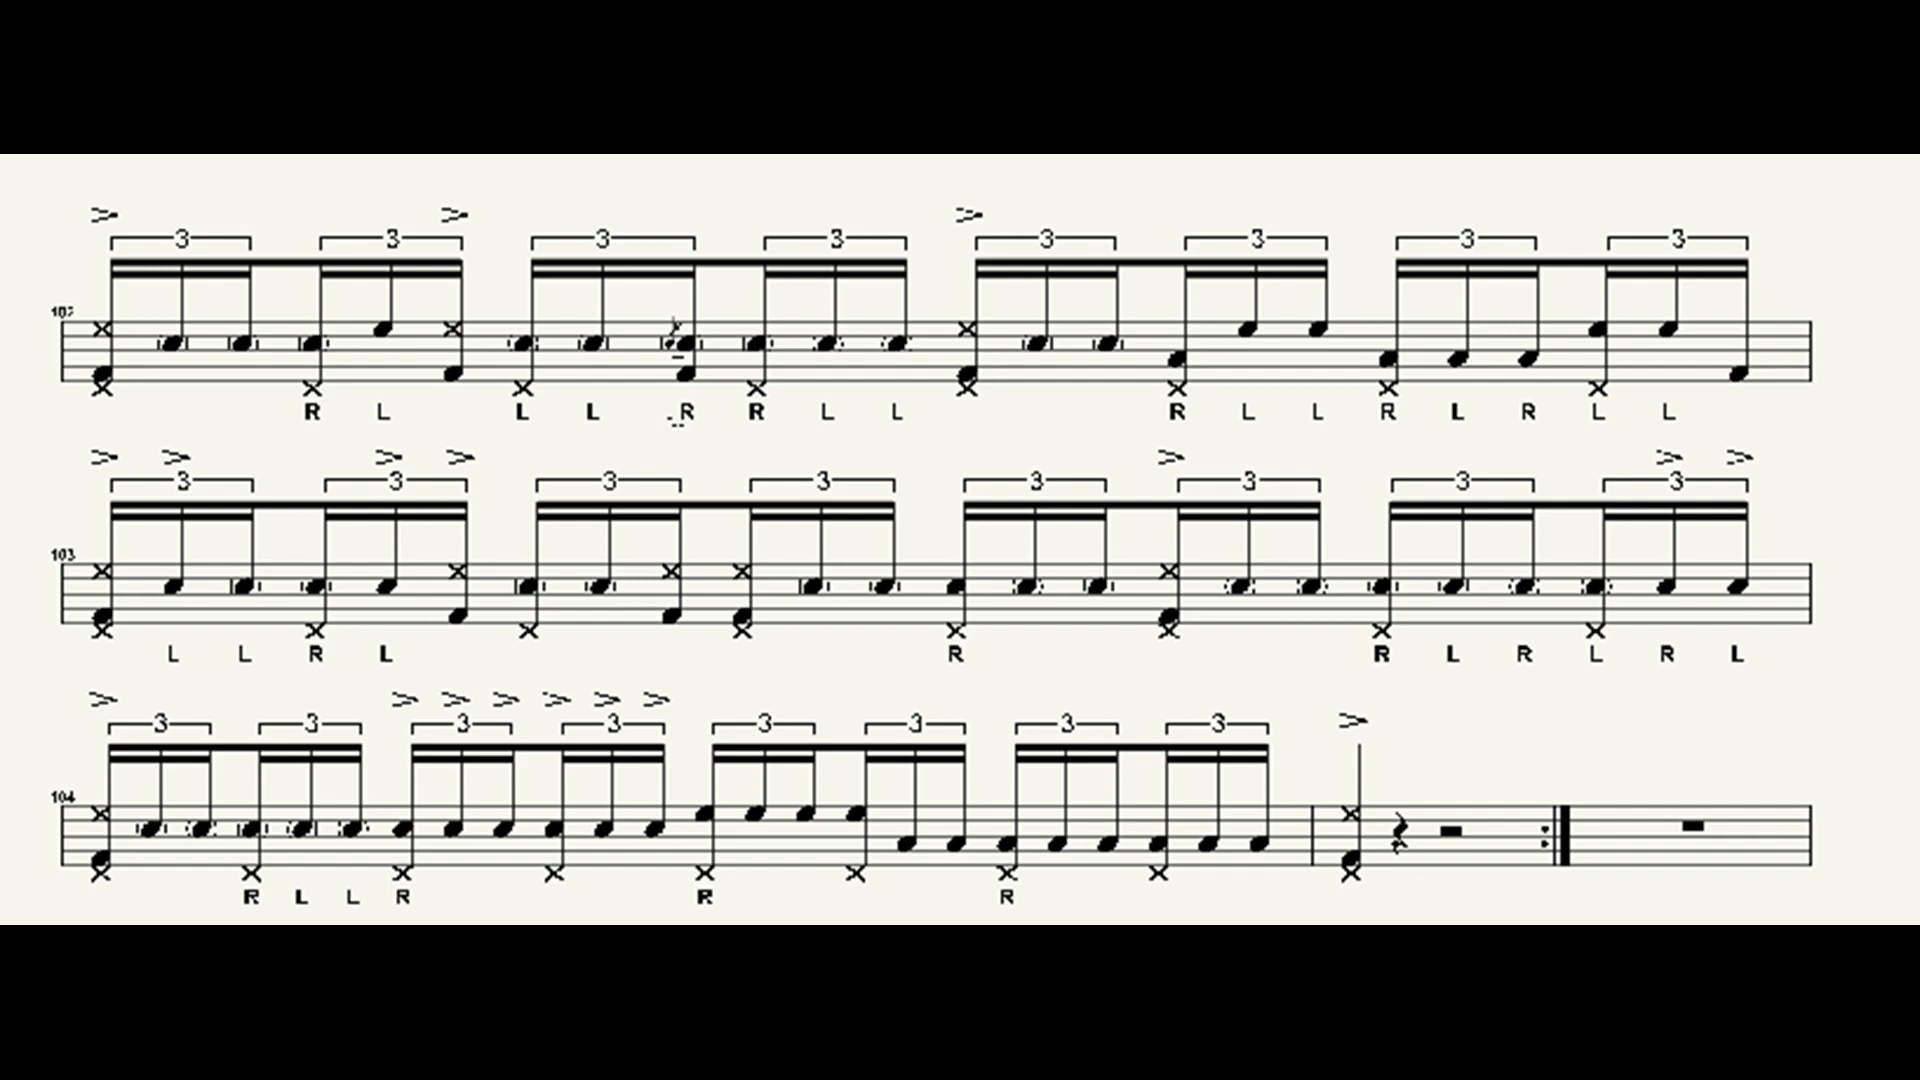 3 3 3 3 3 3 3 3
102
R L L L R R L L R L L R L R L L
3 3 3 3 3 3 3 3
103
L L R L R R L R L R L
3 3 3 3 3 3 3 3
104
R L L R R R